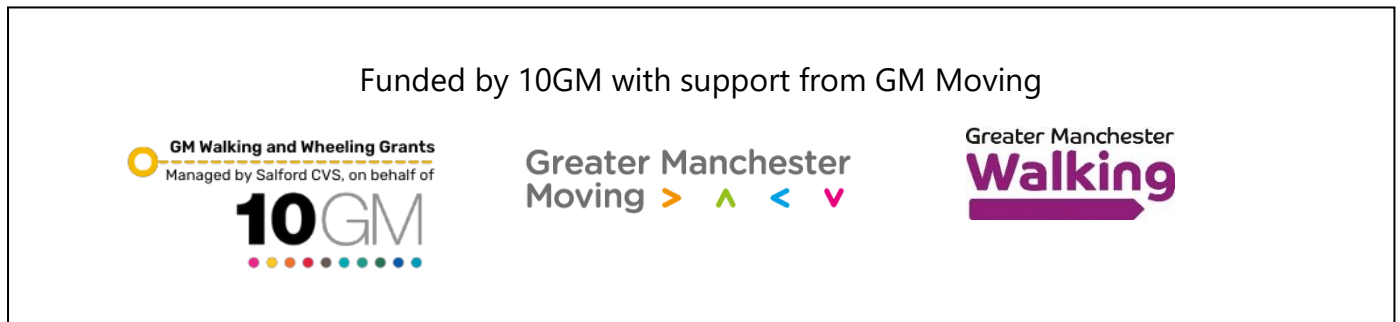 Funded by 10GM with support from GM Moving
GM Walking and Wheeling Grants
Managed by Salford CVS, on behalf of
10GM
Greater Manchester
Moving > ∧ < ∨
Greater Manchester
Walking